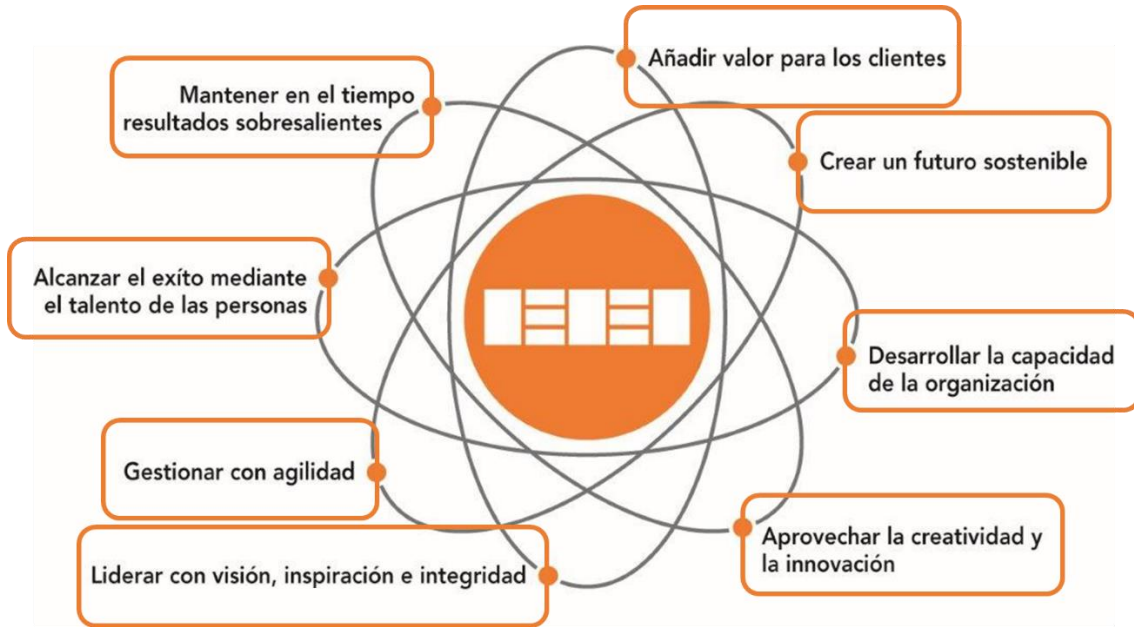 Añadir valor para los clientes
Mantener en el tiempo
resultados sobresalientes
Crear un futuro sostenible
Alcanzar el exíto mediante
el talento de las personas
Desarrollar la capacidad
de la organización
Gestionar con agilidad
Aprovechar la creatividad y
la innovación
Liderar con visión, inspiración e integridad